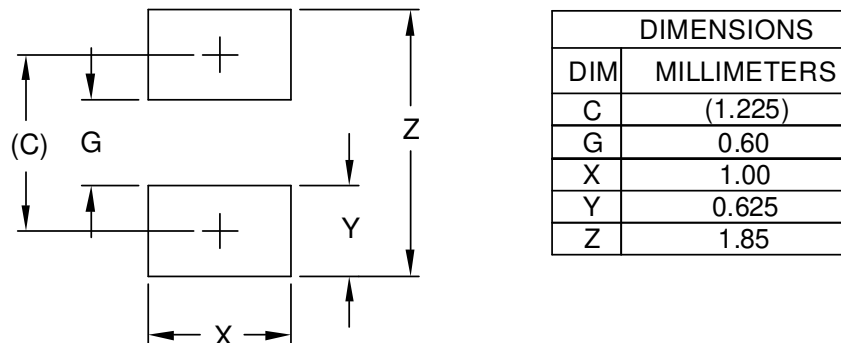 (C)
G
Z
Y
X
DIMENSIONS
DIM MILLIMETERS
C (1.225)
G 0.60
X 1.00
Y 0.625
Z 1.85